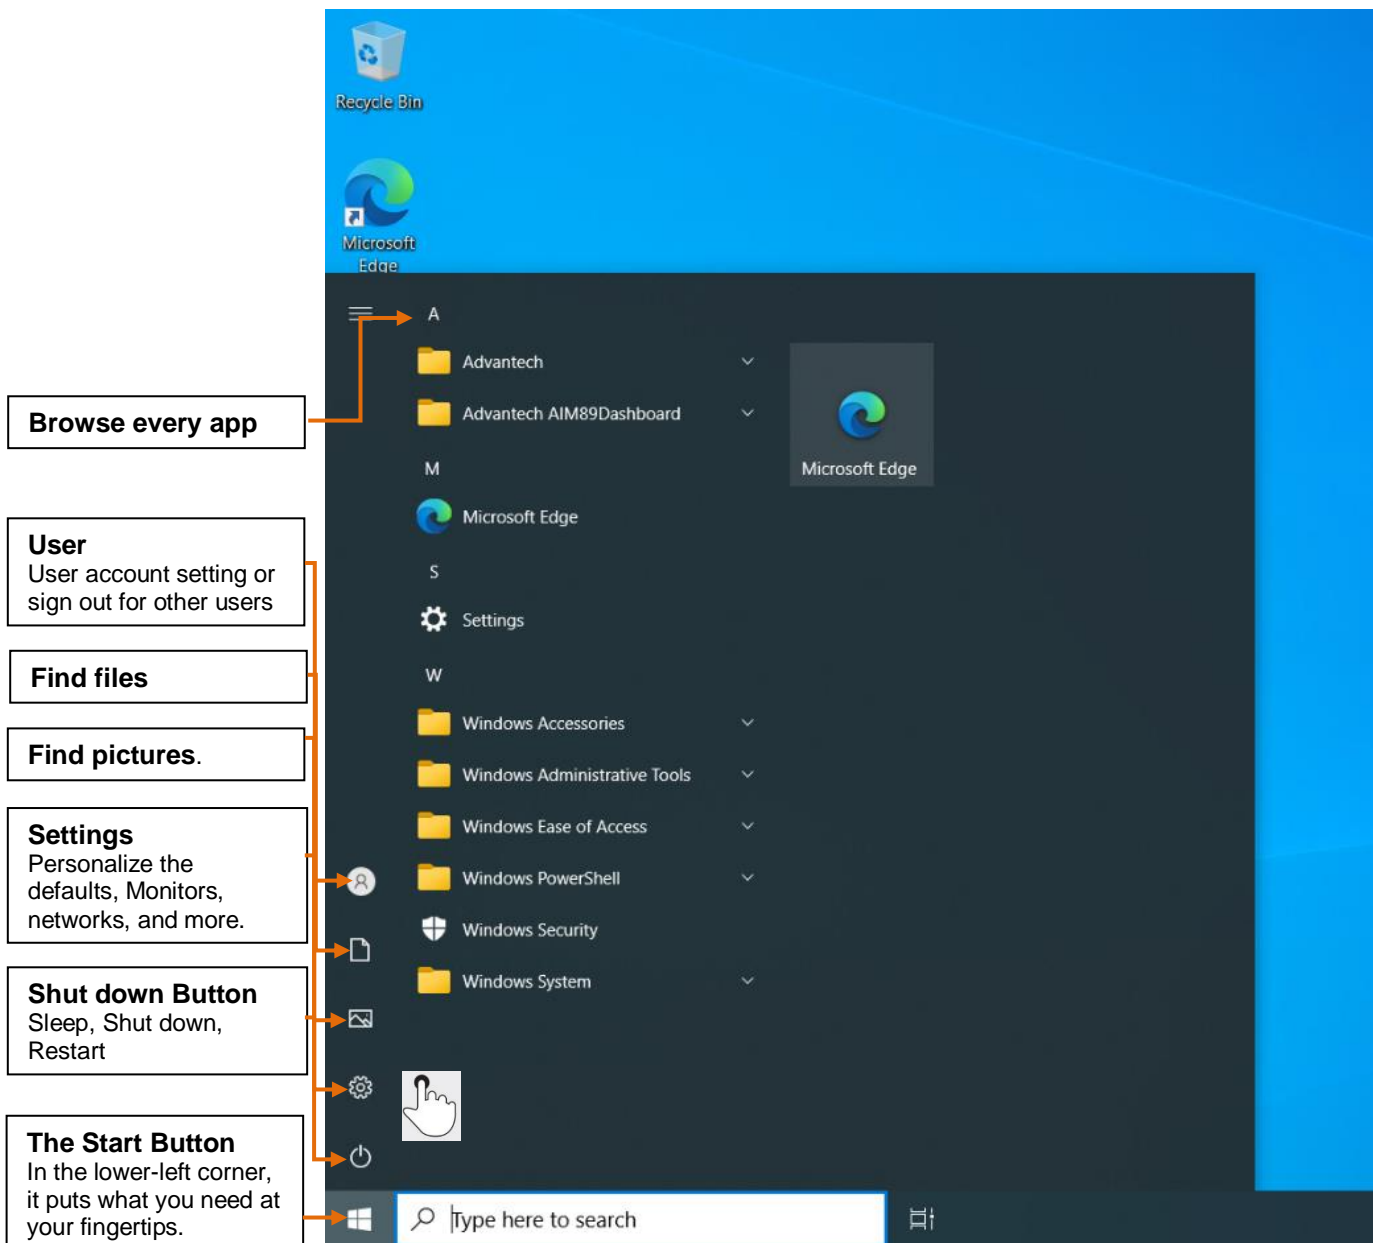 Recycle Bin
Microsoft
Edge
A
Advantech
Advantech AIM89Dashboard
M
Microsoft Edge
S
Settings
W
Windows Accessories
Windows Administrative Tools
Windows Ease of Access
Windows PowerShell
Windows Security
Windows System
Microsoft Edge
Type here to search
Browse every app
User
User account setting or
sign out for other users
Find files
Find pictures.
Settings
Personalize the
defaults, Monitors,
networks, and more.
Shut down Button
Sleep, Shut down,
Restart
The Start Button
In the lower-left corner,
it puts what you need at
your fingertips.